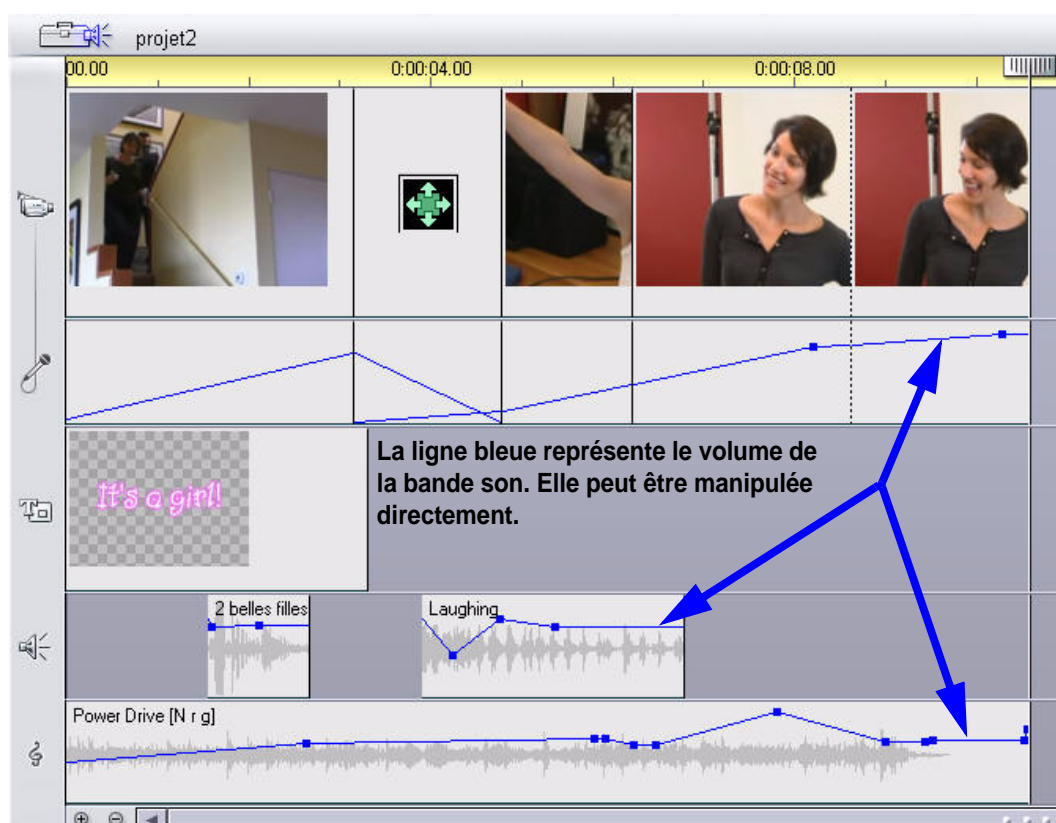 projet2
00.00 0:00:04.00 0:00:08.00
It's a girl!
La ligne bleue représente le volume de
la bande son. Elle peut être manipulée
directement.
2 belles filles
Laughing
Power Drive [N r g]